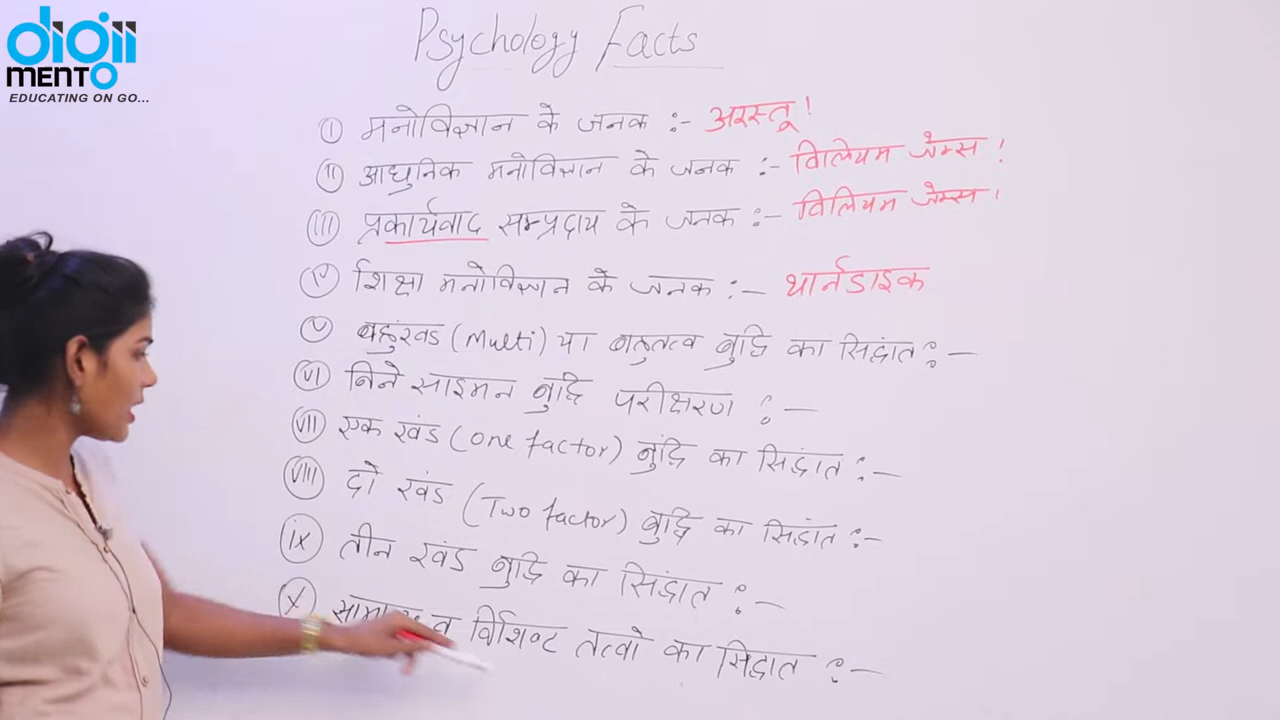 digii
MENTO
EDUCATING ON GO...
Psychology Facts
(I) मनोविज्ञान के जनक :- अरस्तू!
(II) आधुनिक मनोविज्ञान के जनक :- विलियम जेम्स!
(III) प्रकार्यवाद सम्प्रदाय के जनक :- विलियम जेम्स!
(IV) शिक्षा मनोविज्ञान के जनक :- थार्नडाइक
(V) बहुखंड (Multi) या बहुतत्व बुद्धि का सिद्धांत :-
(VI) बिने साइमन बुद्धि परीक्षरण :-
(VII) एक खंड (One factor) बुद्धि का सिद्धांत :-
(VIII) दो खंड (Two factor) बुद्धि का सिद्धांत :-
(IX) तीन खंड बुद्धि का सिद्धांत :-
(X) व विशिष्ट तत्वो का सिद्धांत :-